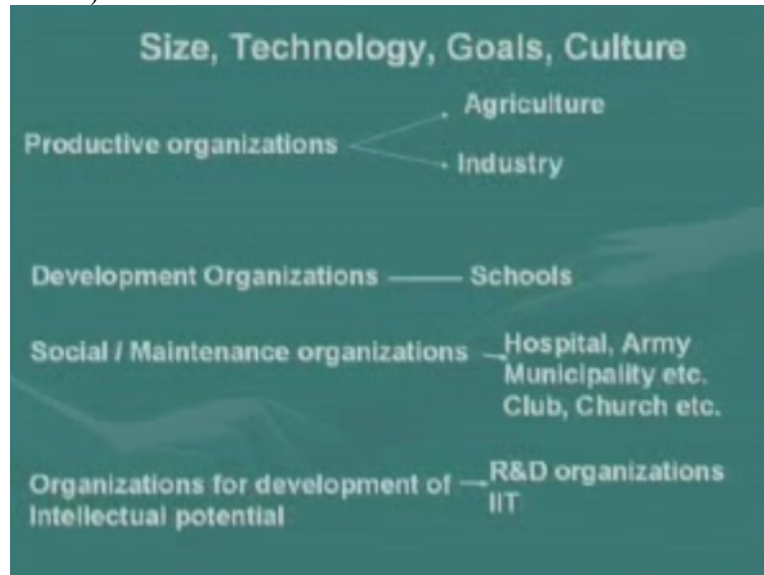 Size, Technology, Goals, Culture
Productive organizations
Agriculture
Industry
Development Organizations
Schools
Social / Maintenance organizations
Hospital, Army
Municipality etc.
Club, Church etc.
Organizations for development of
Intellectual potential
R&D organizations
IIT